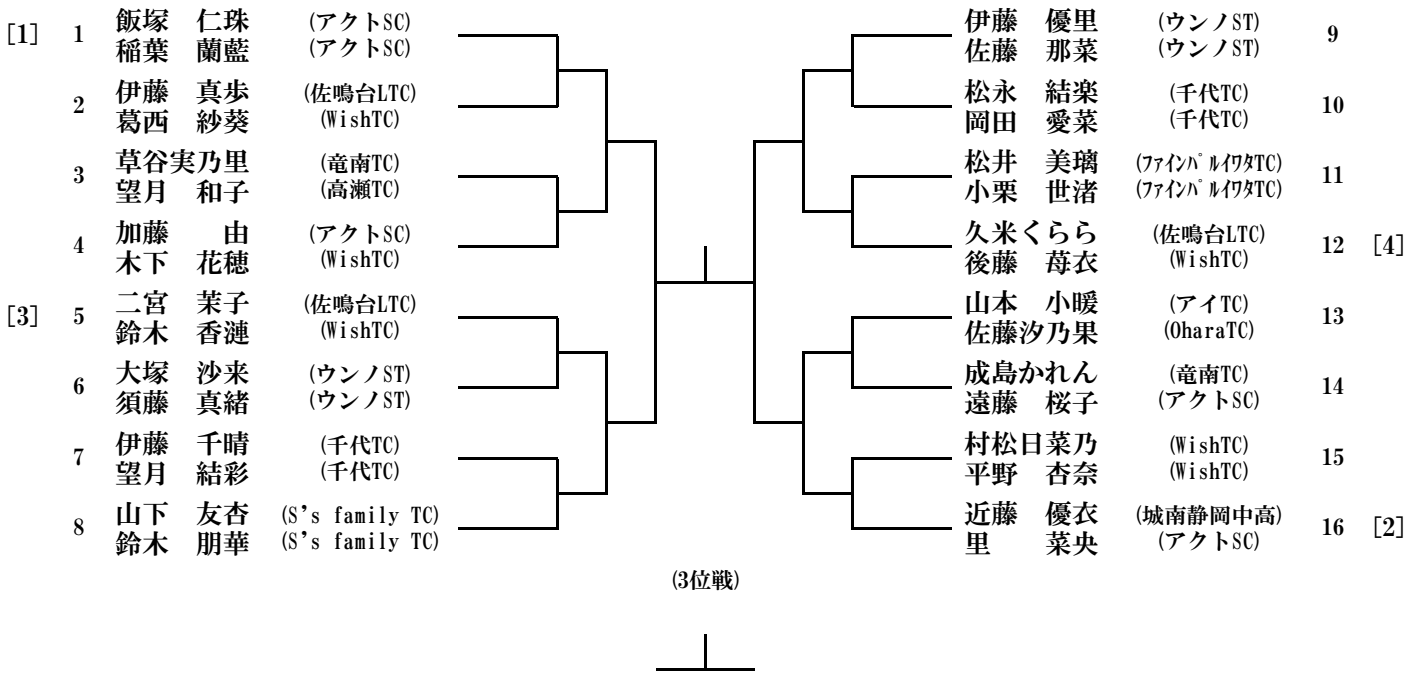 [1] 1 飯塚 仁珠 (アクトSC)
稲葉 蘭藍 (アクトSC)
2 伊藤 真歩 (佐鳴台LTC)
葛西 紗葵 (WishTC)
3 草谷実乃里 (竜南TC)
望月 和子 (高瀬TC)
4 加藤 由 (アクトSC)
木下 花穂 (WishTC)
[3] 5 二宮 茉子 (佐鳴台LTC)
鈴木 香漣 (WishTC)
6 大塚 沙来 (ウンノST)
須藤 真緒 (ウンノST)
7 伊藤 千晴 (千代TC)
望月 結彩 (千代TC)
8 山下 友杏 (S's family TC)
鈴木 朋華 (S's family TC)
伊藤 優里 (ウンノST) 9
佐藤 那菜 (ウンノST)
松永 結楽 (千代TC) 10
岡田 愛菜 (千代TC)
松井 美璃 (ファインパルイワタTC) 11
小栗 世渚 (ファインパルイワタTC)
久米くらら (佐鳴台LTC) 12 [4]
後藤 苺衣 (WishTC)
山本 小暖 (アイTC) 13
佐藤汐乃果 (OharaTC)
成島かれん (竜南TC) 14
遠藤 桜子 (アクトSC)
村松日菜乃 (WishTC) 15
平野 杏奈 (WishTC)
近藤 優衣 (城南静岡中高) 16 [2]
里 菜央 (アクトSC)
(3位戦)